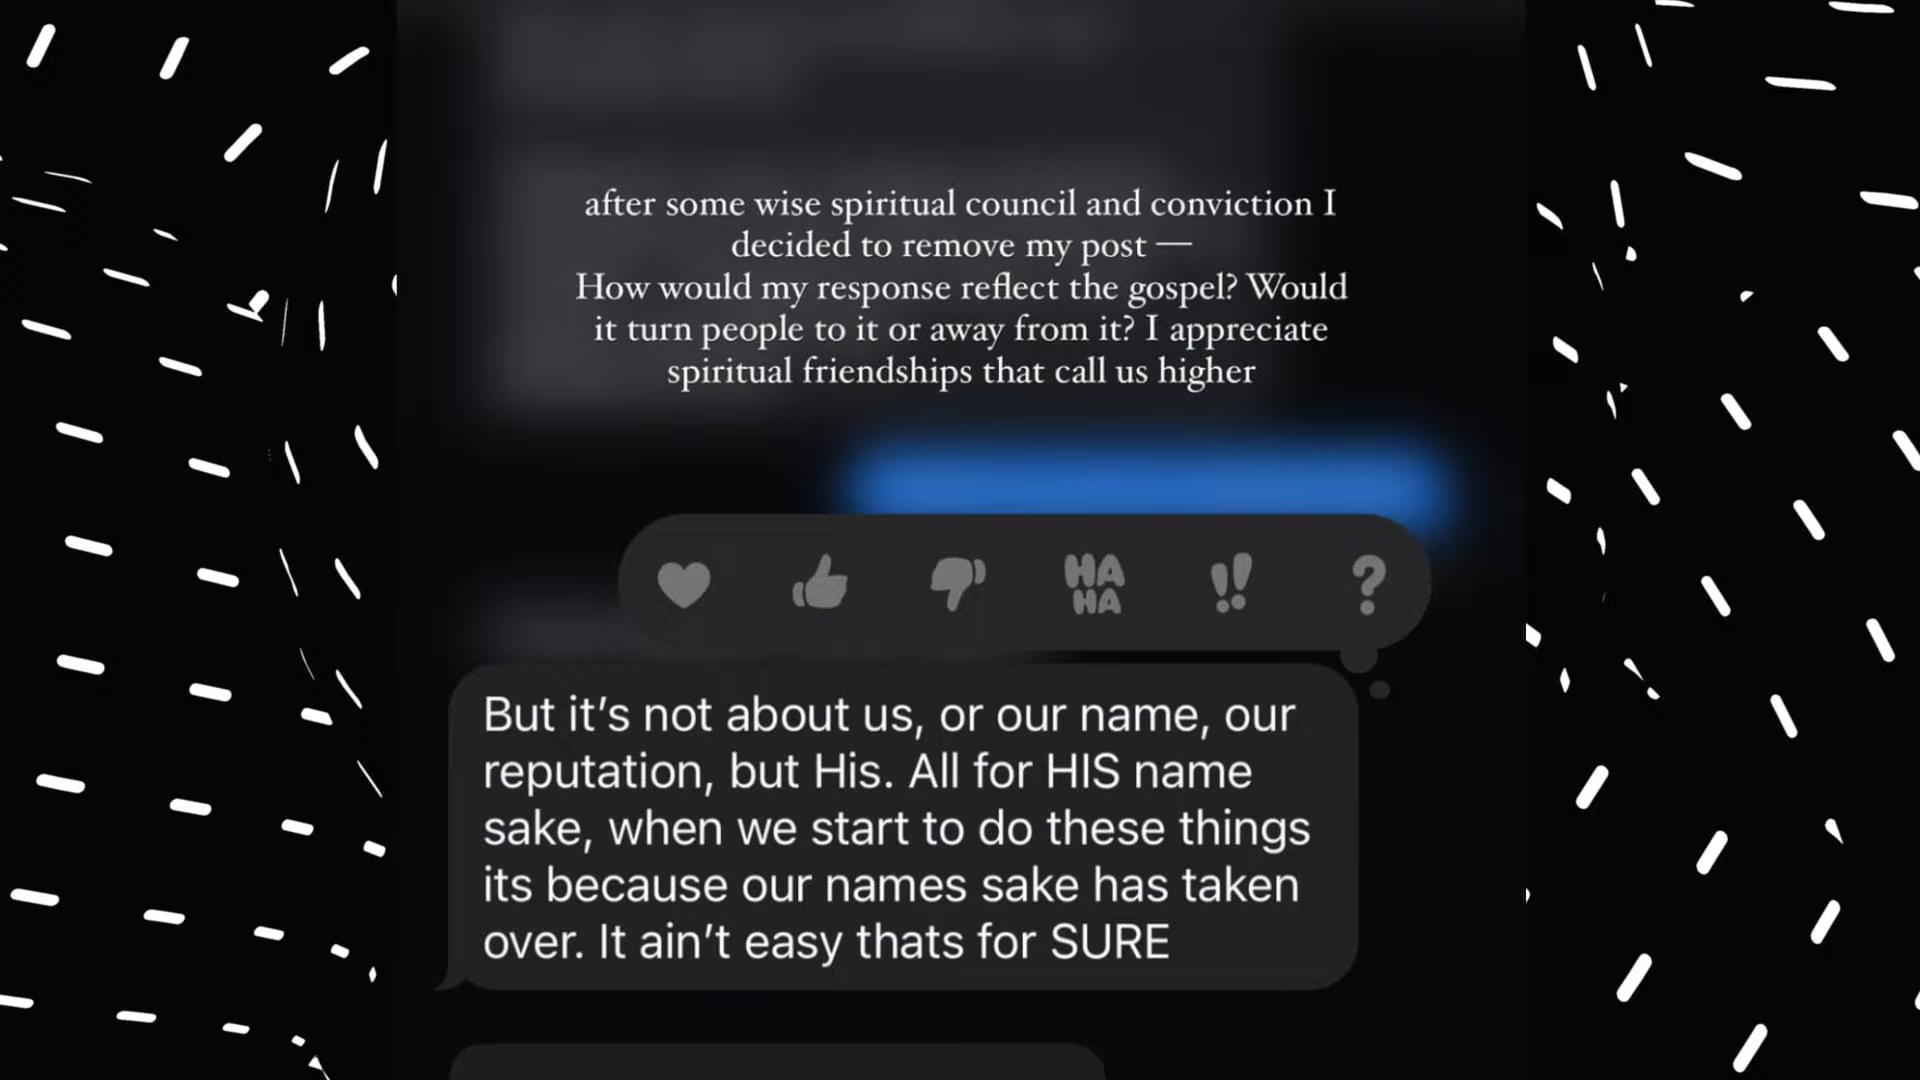 after some wise spiritual council and conviction I
decided to remove my post —
How would my response reflect the gospel? Would
it turn people to it or away from it? I appreciate
spiritual friendships that call us higher
HA
HA
!!
?
But it’s not about us, or our name, our
reputation, but His. All for HIS name
sake, when we start to do these things
its because our names sake has taken
over. It ain’t easy thats for SURE